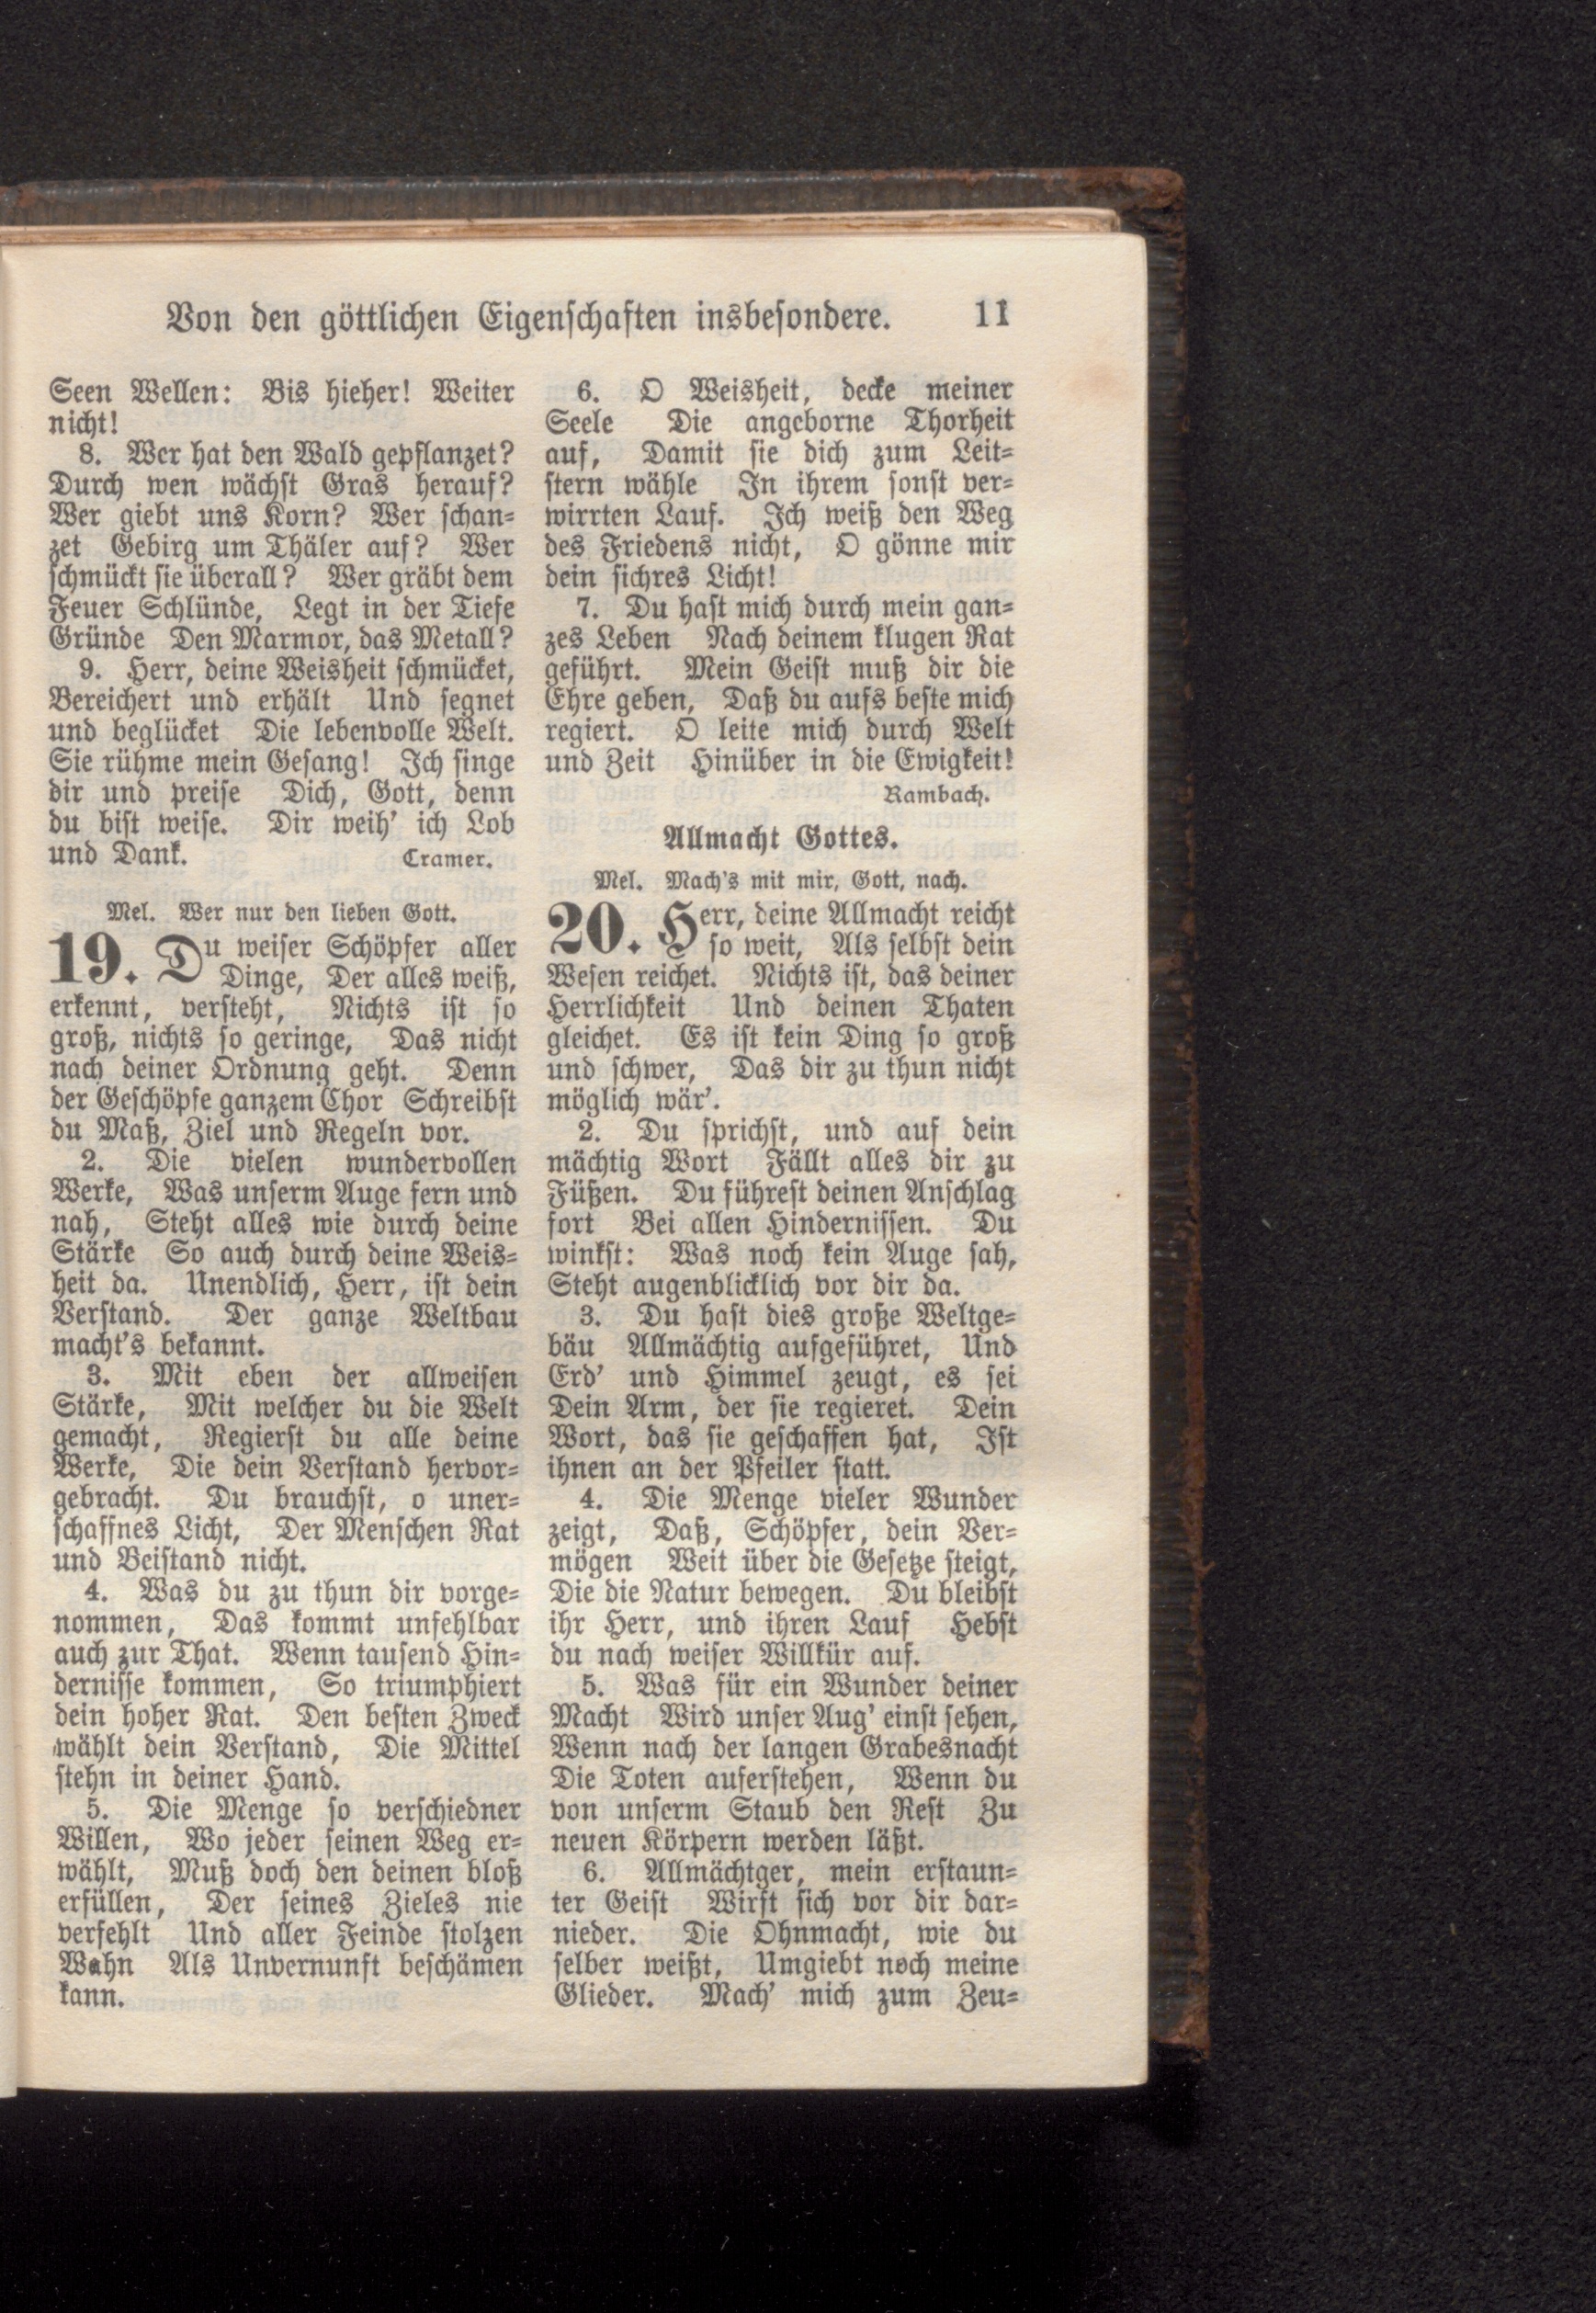 Von den göttlichen Eigenschaften insbesondere. 11
Seen Wellen: Bis hieher! Weiter
nicht!
8. Wer hat den Wald gepflanzet?
Durch wen wächst Gras herauf?
Wer giebt uns Korn? Wer schan-
zet Gebirg um Thäler auf? Wer
schmückt sie überall? Wer gräbt dem
Feuer Schlünde, Legt in der Tiefe
Gründe Den Marmor, das Metall?
9. Herr, deine Weisheit schmücket,
Bereichert und erhält Und segnet
und beglücket Die lebenvolle Welt.
Sie rühme mein Gesang! Ich singe
dir und preise Dich, Gott, denn
du bist weise. Dir weih' ich Lob
und Dank. Cramer.
Mel. Wer nur den lieben Gott.
19. Du weiser Schöpfer aller
Dinge, Der alles weiß,
erkennt, versteht, Nichts ist so
groß, nichts so geringe, Das nicht
nach deiner Ordnung geht. Denn
der Geschöpfe ganzem Chor Schreibst
du Maß, Ziel und Regeln vor.
2. Die vielen wundervollen
Werke, Was unserm Auge fern und
nah, Steht alles wie durch deine
Stärke So auch durch deine Weis-
heit da. Unendlich, Herr, ist dein
Verstand. Der ganze Weltbau
macht's bekannt.
3. Mit eben der allweisen
Stärke, Mit welcher du die Welt
gemacht, Regierst du alle deine
Werke, Die dein Verstand hervor-
gebracht. Du brauchst, o uner-
schaffnes Licht, Der Menschen Rat
und Beistand nicht.
4. Was du zu thun dir vorge-
nommen, Das kommt unfehlbar
auch zur That. Wenn tausend Hin-
dernisse kommen, So triumphiert
dein hoher Rat. Den besten Zweck
wählt dein Verstand, Die Mittel
stehn in deiner Hand.
5. Die Menge so verschiedner
Willen, Wo jeder seinen Weg er-
wählt, Muß doch den deinen bloß
erfüllen, Der seines Zieles nie
verfehlt Und aller Feinde stolzen
Wahn Als Unvernunft beschämen
kann.
6. O Weisheit, decke meiner
Seele Die angeborne Thorheit
auf, Damit sie dich zum Leit-
stern wähle In ihrem sonst ver-
wirrten Lauf. Ich weiß den Weg
des Friedens nicht, O gönne mir
dein sichres Licht!
7. Du hast mich durch mein gan-
zes Leben Nach deinem klugen Rat
geführt. Mein Geist muß dir die
Ehre geben, Daß du aufs beste mich
regiert. O leite mich durch Welt
und Zeit Hinüber in die Ewigkeit!
Rambach.
Allmacht Gottes.
Mel. Mach's mit mir, Gott, nach.
20. Herr, deine Allmacht reicht
so weit, Als selbst dein
Wesen reichet. Nichts ist, das deiner
Herrlichkeit Und deinen Thaten
gleichet. Es ist kein Ding so groß
und schwer, Das dir zu thun nicht
möglich wär'.
2. Du sprichst, und auf dein
mächtig Wort Fällt alles dir zu
Füßen. Du führest deinen Anschlag
fort Bei allen Hindernissen. Du
winkst: Was noch kein Auge sah,
Steht augenblicklich vor dir da.
3. Du hast dies große Weltge-
bäu Allmächtig aufgeführet, Und
Erd' und Himmel zeugt, es sei
Dein Arm, der sie regieret. Dein
Wort, das sie geschaffen hat, Ist
ihnen an der Pfeiler statt.
4. Die Menge vieler Wunder
zeigt, Daß, Schöpfer, dein Ver-
mögen Weit über die Gesetze steigt,
Die die Natur bewegen. Du bleibst
ihr Herr, und ihren Lauf Hebst
du nach weiser Willkür auf.
5. Was für ein Wunder deiner
Macht Wird unser Aug' einst sehen,
Wenn nach der langen Grabesnacht
Die Toten auferstehen, Wenn du
von unserm Staub den Rest Zu
neuen Körpern werden läßt.
6. Allmächtger, mein erstaun-
ter Geist Wirft sich vor dir dar-
nieder. Die Ohnmacht, wie du
selber weißt, Umgiebt noch meine
Glieder. Mach' mich zum Zeu-